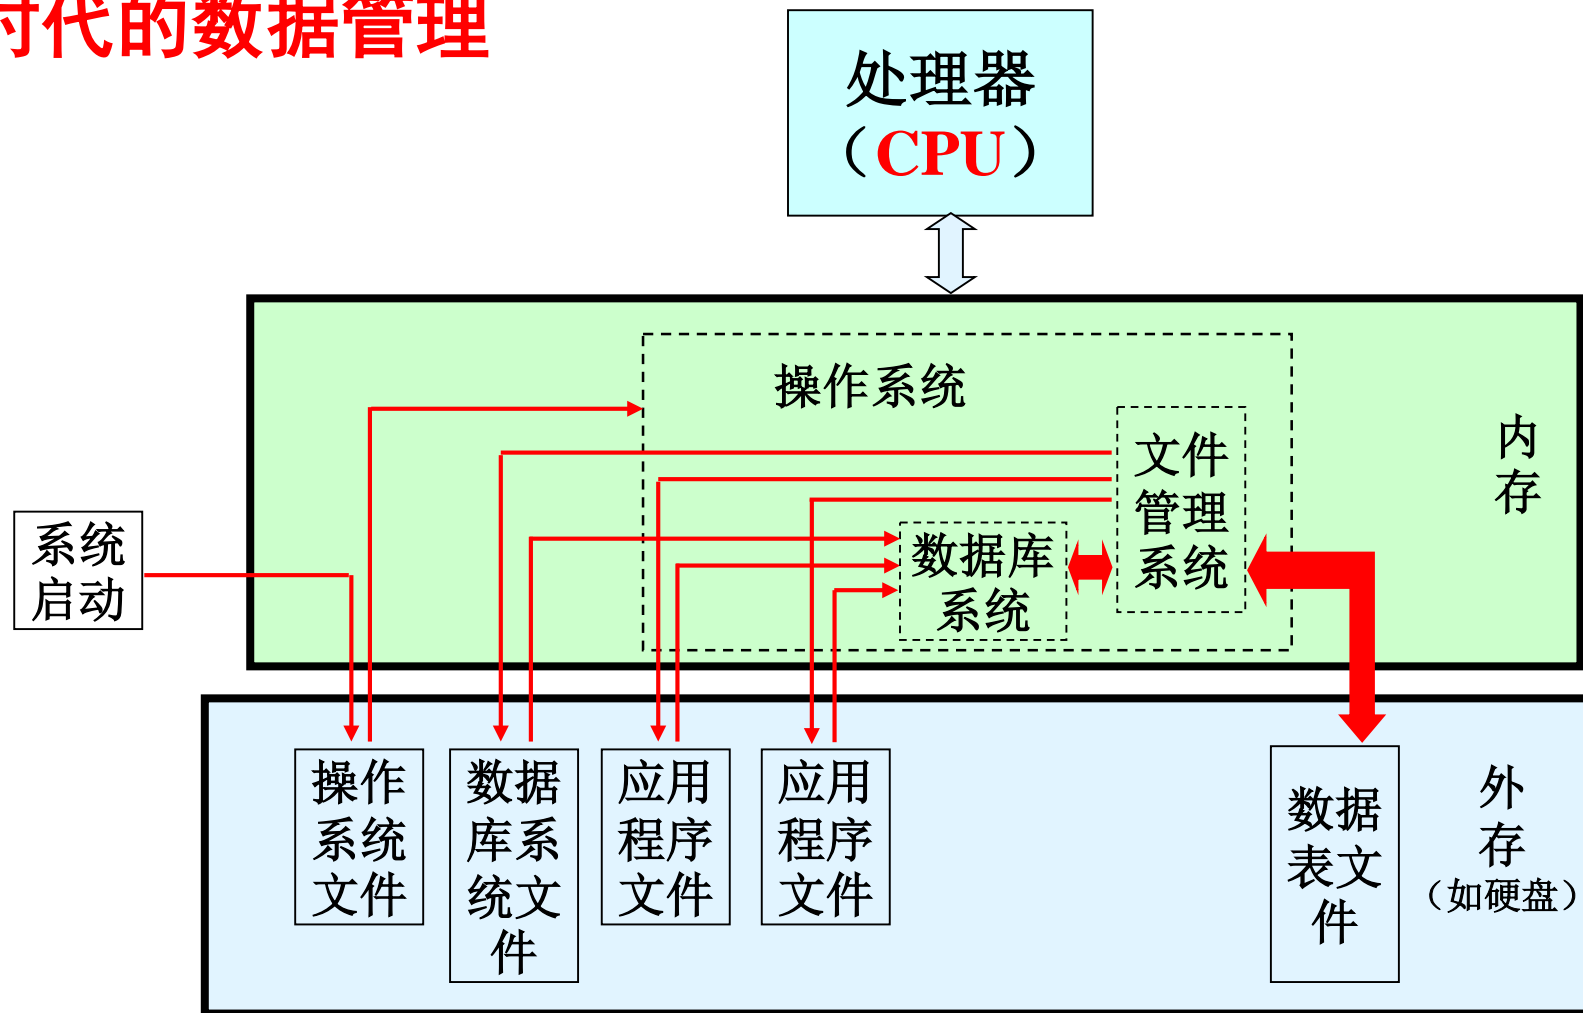 时代的数据管理
处理器
（CPU）
操作系统
文件
管理
系统
数据库
系统
内
存
系统
启动
操作
系统
文件
数据
库系
统文
件
应用
程序
文件
应用
程序
文件
数据
表文
件
外
存
（如硬盘）